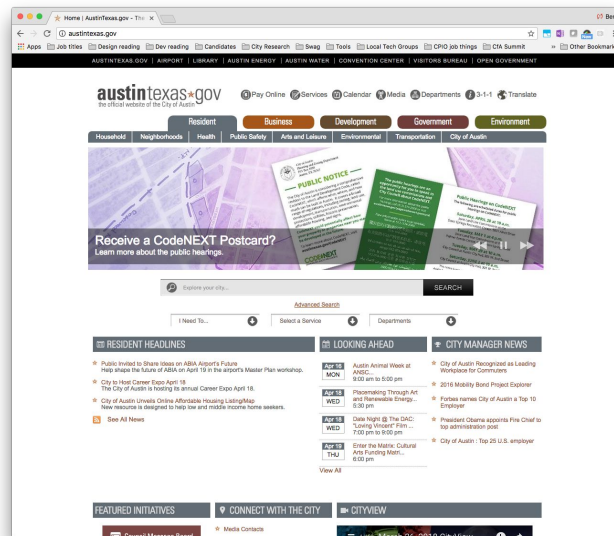 Home | AustinTexas.gov - The
austintexas.gov
Apps Job titles Design reading Dev reading Candidates City Research Swag Tools Local Tech Groups CPIO job things CfA Summit » Other Bookmark
AUSTINTEXAS.GOV | AIRPORT | LIBRARY | AUSTIN ENERGY | AUSTIN WATER | CONVENTION CENTER | VISITORS BUREAU | OPEN GOVERNMENT
austintexas.gov
the official website of the City of Austin
Pay Online Services Calendar Media Departments 3-1-1 Translate
Resident Business Development Government Environment
Household Neighborhoods Health Public Safety Arts and Leisure Environmental Transportation City of Austin
PUBLIC NOTICE
CODENEXT
Public Hearings on CodeNEXT
Receive a CodeNEXT Postcard?
Learn more about the public hearings.
Explore your city... SEARCH
Advanced Search
I Need To... Select a Service Departments
RESIDENT HEADLINES
Public Invited to Share Ideas on ABIA Airport's Future
Help shape the future of ABIA on April 19 in the airport's Master Plan workshop.
City to Host Career Expo April 18
The City of Austin is hosting its annual Career Expo April 18.
City of Austin Unveils Online Affordable Housing Listing/Map
New resource is designed to help low and middle income home seekers.
See All News
LOOKING AHEAD
Apr 16
MON
Austin Animal Week at
ANSC...
9:00 am to 5:00 pm
Apr 18
WED
Placemaking Through Art
and Renewable Energy...
5:30 pm
Apr 18
WED
Date Night @ The DAC:
"Loving Vincent" Film ...
7:00 pm to 9:00 pm
Apr 19
THU
Enter the Matrix: Cultural
Arts Funding Matri...
6:00 pm
View All
CITY MANAGER NEWS
City of Austin Recognized as Leading
Workplace for Commuters
2016 Mobility Bond Project Explorer
Forbes names City of Austin a Top 10
Employer
President Obama appoints Fire Chief to
top administration post
City of Austin : Top 25 U.S. employer
FEATURED INITIATIVES
Council Message Board
CONNECT WITH THE CITY
Media Contacts
CITYVIEW